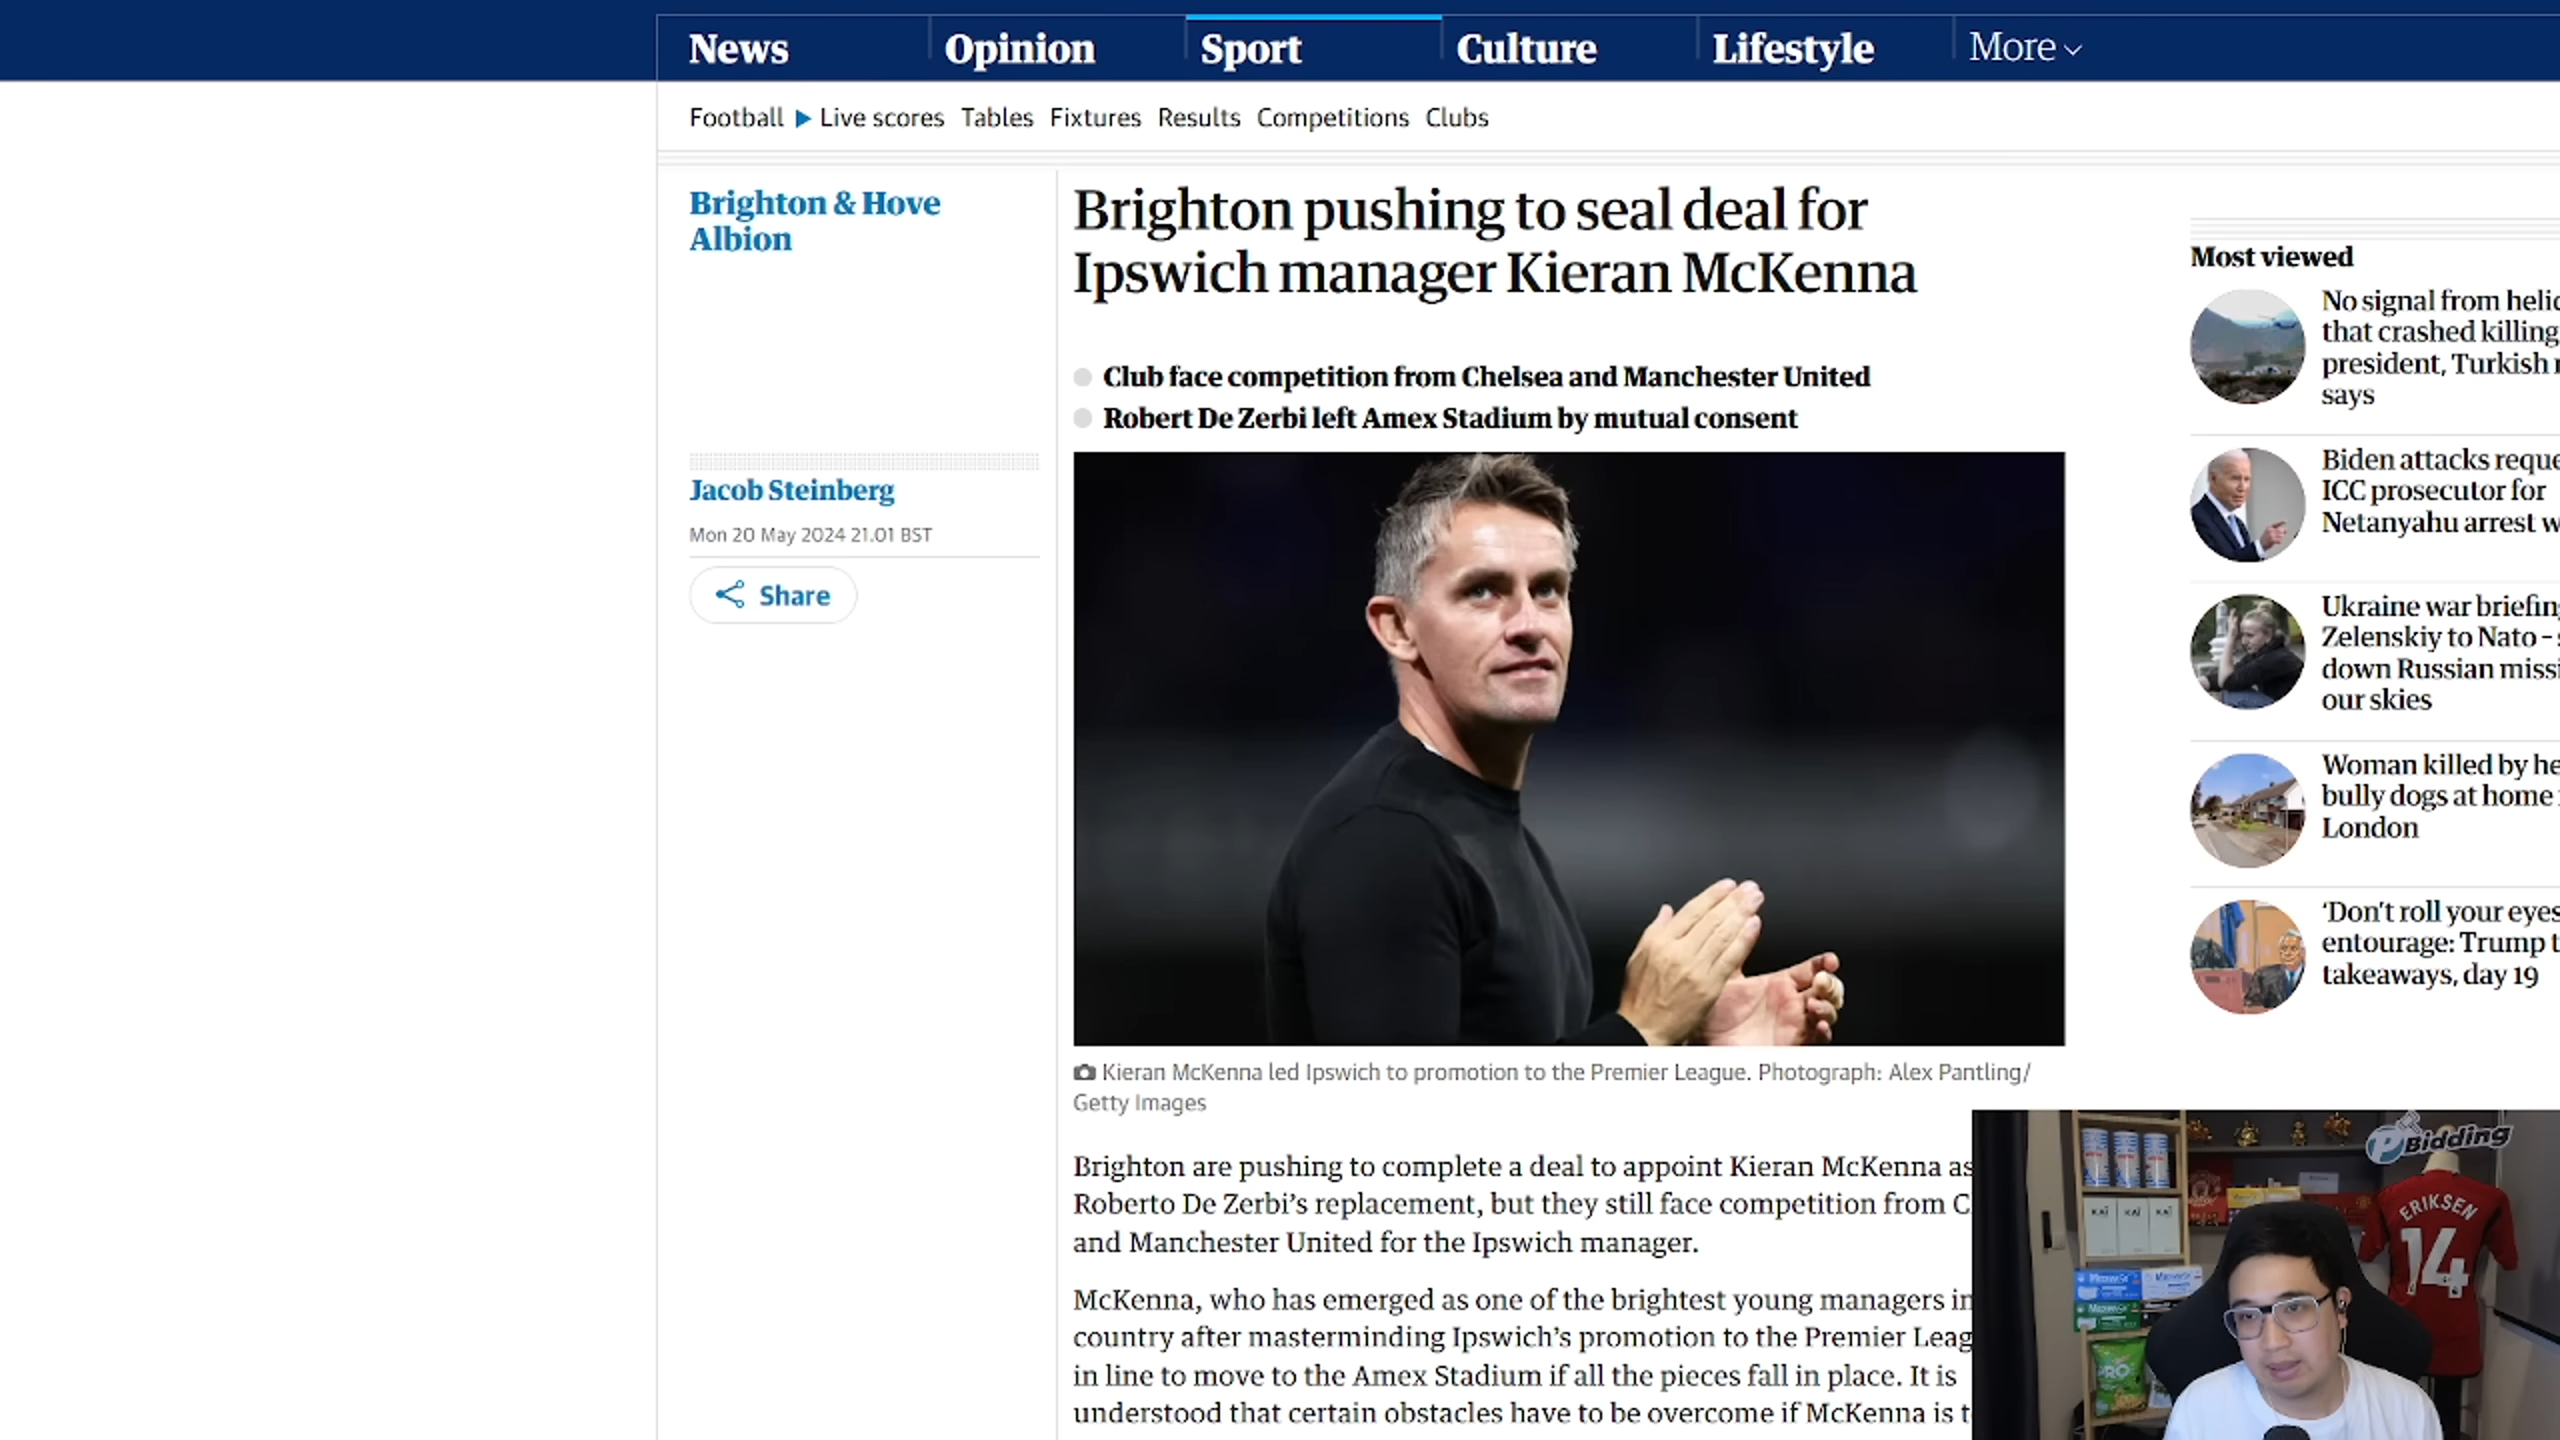 News
Opinion
Sport
Culture
Lifestyle
More
Football
Live scores
Tables
Fixtures
Results
Competitions
Clubs
Brighton & Hove
Albion
Jacob Steinberg
Mon 20 May 2024 21.01 BST
Share
Brighton pushing to seal deal for
Ipswich manager Kieran McKenna
Club face competition from Chelsea and Manchester United
Robert De Zerbi left Amex Stadium by mutual consent
Kieran McKenna led Ipswich to promotion to the Premier League. Photograph: Alex Pantling/
Getty Images
Brighton are pushing to complete a deal to appoint Kieran McKenna as
Roberto De Zerbi's replacement, but they still face competition from C
and Manchester United for the Ipswich manager.
McKenna, who has emerged as one of the brightest young managers in
country after masterminding Ipswich's promotion to the Premier Leag
in line to move to the Amex Stadium if all the pieces fall in place. It is
understood that certain obstacles have to be overcome if McKenna is t
Most viewed
No signal from helic
that crashed killing
president, Turkish
says
Biden attacks reque
ICC prosecutor for
Netanyahu arrest w
Ukraine war briefing
Zelenskiy to Nato –
down Russian missi
our skies
Woman killed by he
bully dogs at home
London
'Don't roll your eyes
entourage: Trump t
takeaways, day 19
Bidding
ERIKSEN
14
KAI
KAI
KAI
PRO